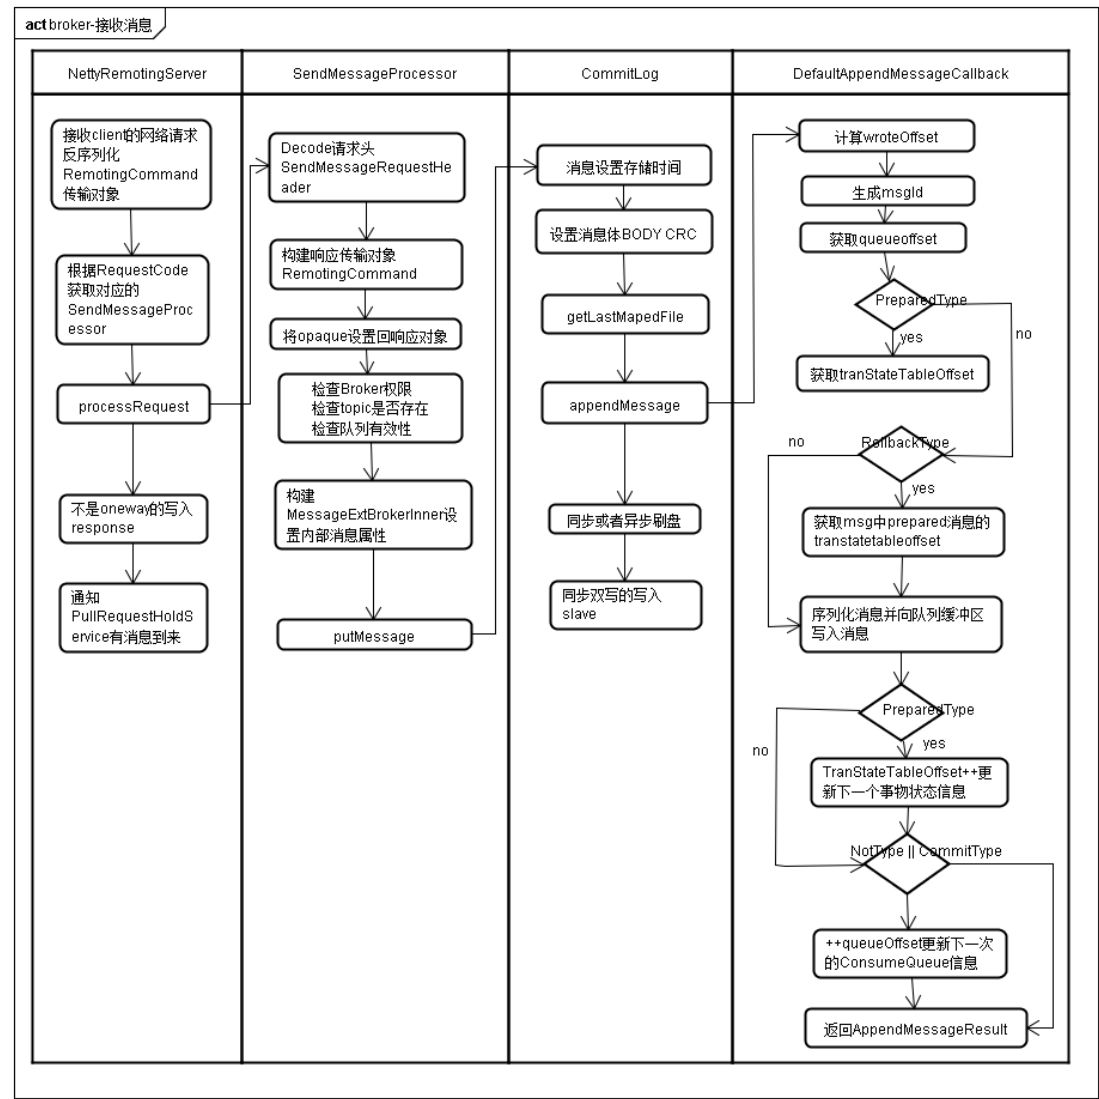 act broker-接收消息
NettyRemotingServer
SendMessageProcessor
CommitLog
DefaultAppendMessageCallback
接收client的网络请求
反序列化
RemotingCommand
传输对象
根据RequestCode
获取对应的
SendMessageProc
essor
processRequest
不是oneway的写入
response
通知
PullRequestHoldS
ervice有消息到来
Decode请求头
SendMessageRequestHe
ader
构建响应传输对象
RemotingCommand
将opaque设置回响应对象
检查Broker权限
检查topic是否存在
检查队列有效性
构建
MessageExtBrokerInner设
置内部消息属性
putMessage
消息设置存储时间
设置消息体BODY CRC
getLastMapedFile
appendMessage
同步或者异步刷盘
同步双写的写入
slave
计算wroteOffset
生成msgId
获取queueoffset
PreparedType
no
yes
获取tranStateTableOffset
RollbackType
no
yes
获取msg中prepared消息的
transtatetableoffset
序列化消息并向队列缓冲区
写入消息
PreparedType
no
yes
TranStateTableOffset++更
新下一个事物状态信息
NotType || CommitType
++queueOffset更新下一次
的ConsumeQueue信息
返回AppendMessageResult